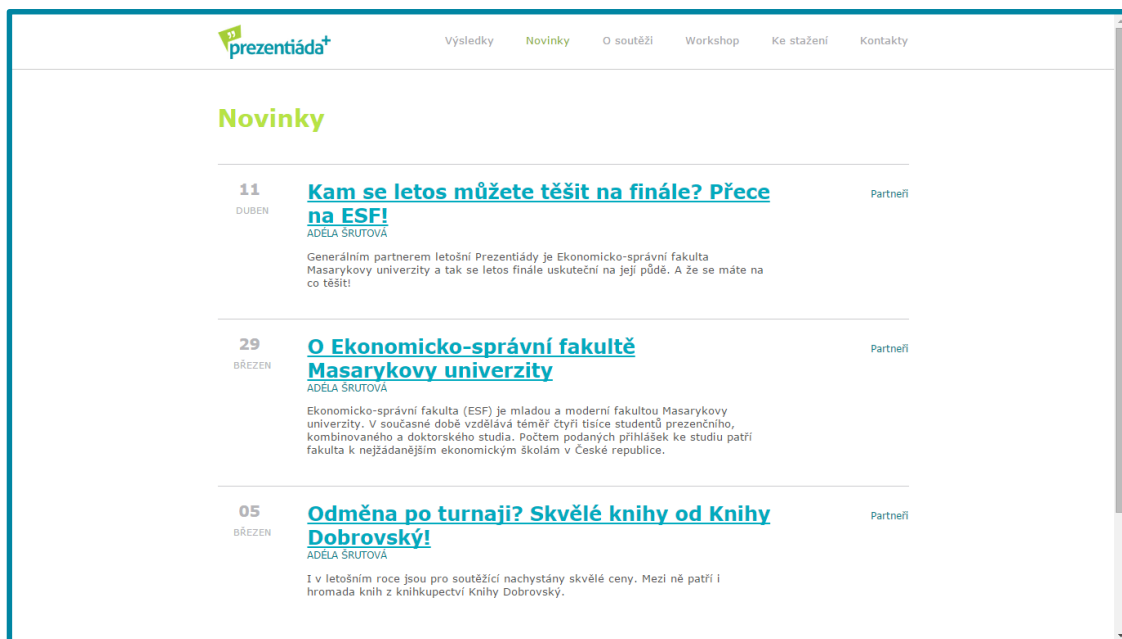 prezentiáda+
Výsledky Novinky O soutěži Workshop Ke stažení Kontakty
Novinky
11
DUBEN
Kam se letos můžete těšit na finále? Přece
na ESF!
ADÉLA ŠRUTOVÁ
Generálním partnerem letošní Prezentiády je Ekonomicko-správní fakulta
Masarykovy univerzity a tak se letos finále uskuteční na její půdě. A že se máte na
co těšit!
Partneři
29
BŘEZEN
O Ekonomicko-správní fakultě
Masarykovy univerzity
ADÉLA ŠRUTOVÁ
Ekonomicko-správní fakulta (ESF) je mladou a moderní fakultou Masarykovy
univerzity. V současné době vzdělává téměř čtyři tisíce studentů prezenčního,
kombinovaného a doktorského studia. Počtem podaných přihlášek ke studiu patří
fakulta k nejžádanějším ekonomickým školám v České republice.
Partneři
05
BŘEZEN
Odměna po turnaji? Skvělé knihy od Knihy
Dobrovský!
ADÉLA ŠRUTOVÁ
I v letošním roce jsou pro soutěžící nachystány skvělé ceny. Mezi ně patří i
hromada knih z knihkupectví Knihy Dobrovský.
Partneři